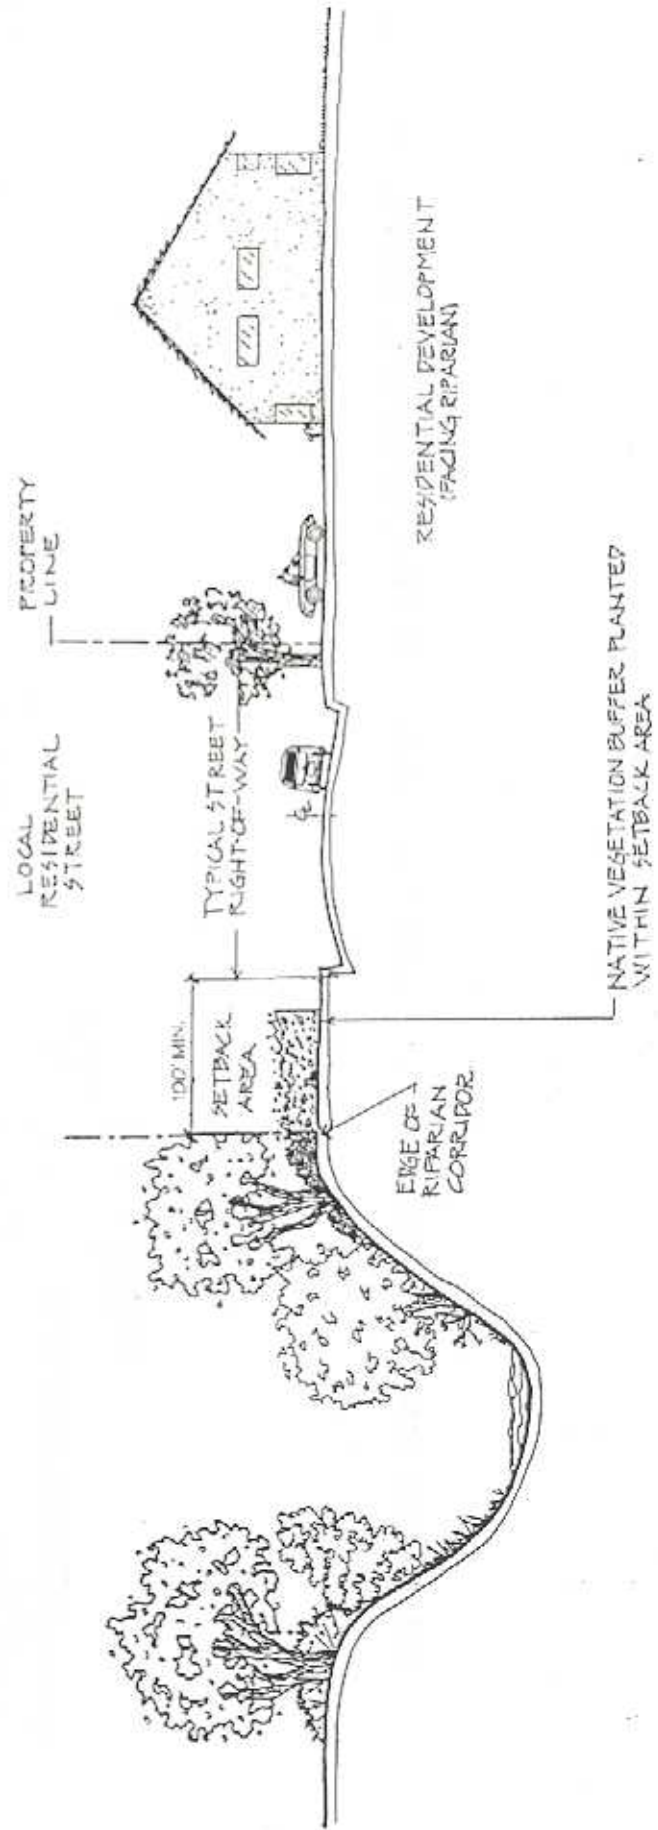 LOCAL
RESIDENTIAL
STREET
PROPERTY
LINE
100' MIN.
SETBACK
AREA
TYPICAL STREET
RIGHT-OF-WAY
CL
EDGE OF
RIPARIAN
CORRIDOR
RESIDENTIAL DEVELOPMENT
(FACING RIPARIAN)
NATIVE VEGETATION BUFFER PLANTED
WITHIN SETBACK AREA